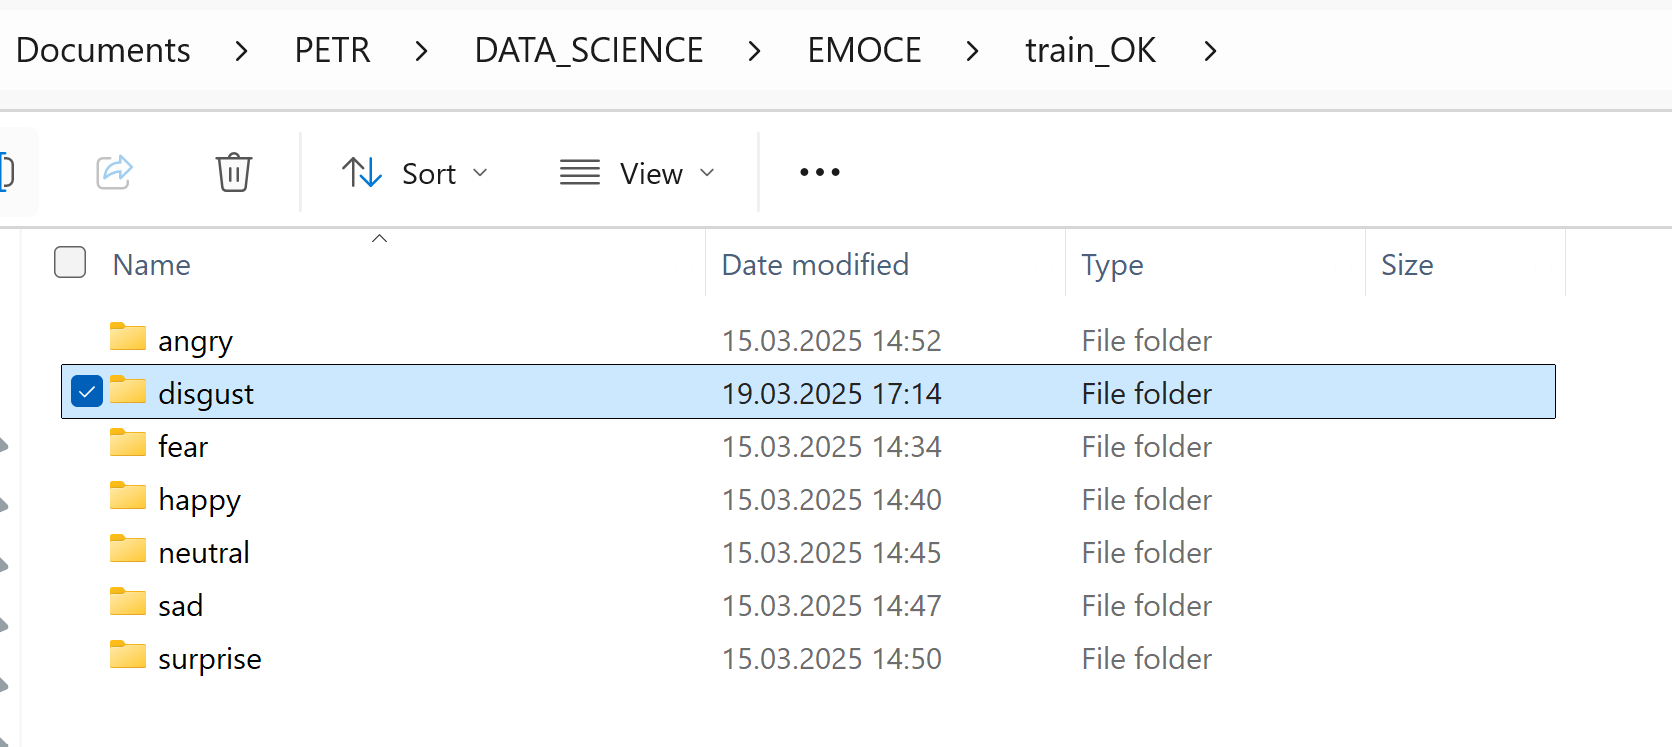 Documents > PETR > DATA_SCIENCE > EMOCE > train_OK >
Sort View •••
Name Date modified Type Size
angry 15.03.2025 14:52 File folder
disgust 19.03.2025 17:14 File folder
fear 15.03.2025 14:34 File folder
happy 15.03.2025 14:40 File folder
neutral 15.03.2025 14:45 File folder
sad 15.03.2025 14:47 File folder
surprise 15.03.2025 14:50 File folder